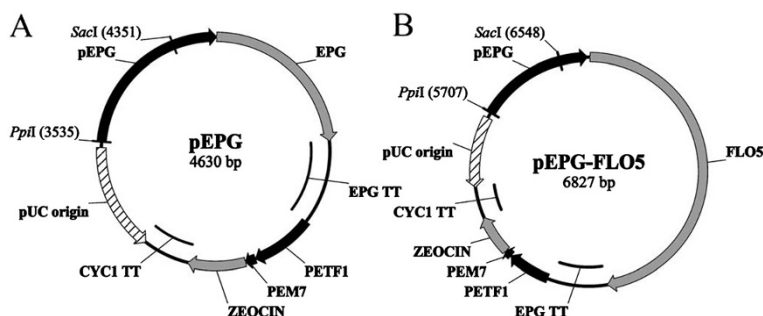 A
SacI (4351)
pEPG
EPG
PpiI (3535)
pEPG
4630 bp
EPG TT
pUC origin
CYC1 TT
PETF1
PEM7
ZEOCIN
B
SacI (6548)
pEPG
PpiI (5707)
pUC origin
pEPG-FLO5
6827 bp
FLO5
CYC1 TT
ZEOCIN
PEM7
PETF1
EPG TT